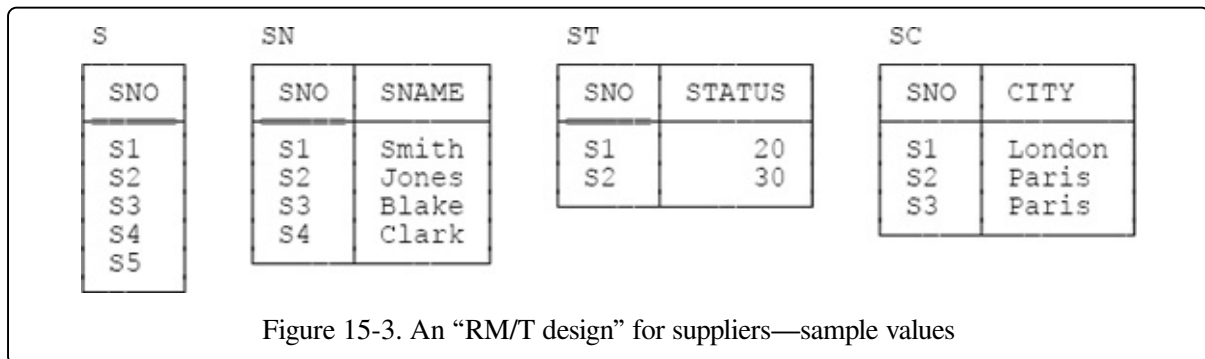 S SN ST SC
SNO SNO SNAME SNO STATUS SNO CITY
S1 S1 Smith S1 20 S1 London
S2 S2 Jones S2 30 S2 Paris
S3 S3 Blake S3 Paris
S4 S4 Clark
S5
Figure 15-3. An “RM/T design” for suppliers—sample values